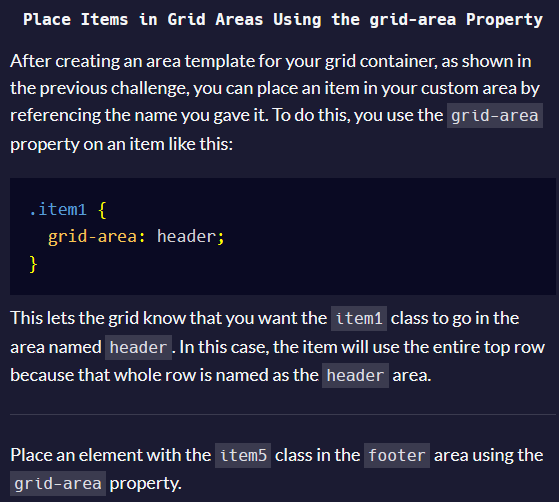 Place Items in Grid Areas Using the grid-area Property
After creating an area template for your grid container, as shown in
the previous challenge, you can place an item in your custom area by
referencing the name you gave it. To do this, you use the grid-area
property on an item like this:
.item1 {
  grid-area: header;
}
This lets the grid know that you want the item1 class to go in the
area named header. In this case, the item will use the entire top row
because that whole row is named as the header area.
Place an element with the item5 class in the footer area using the
grid-area property.